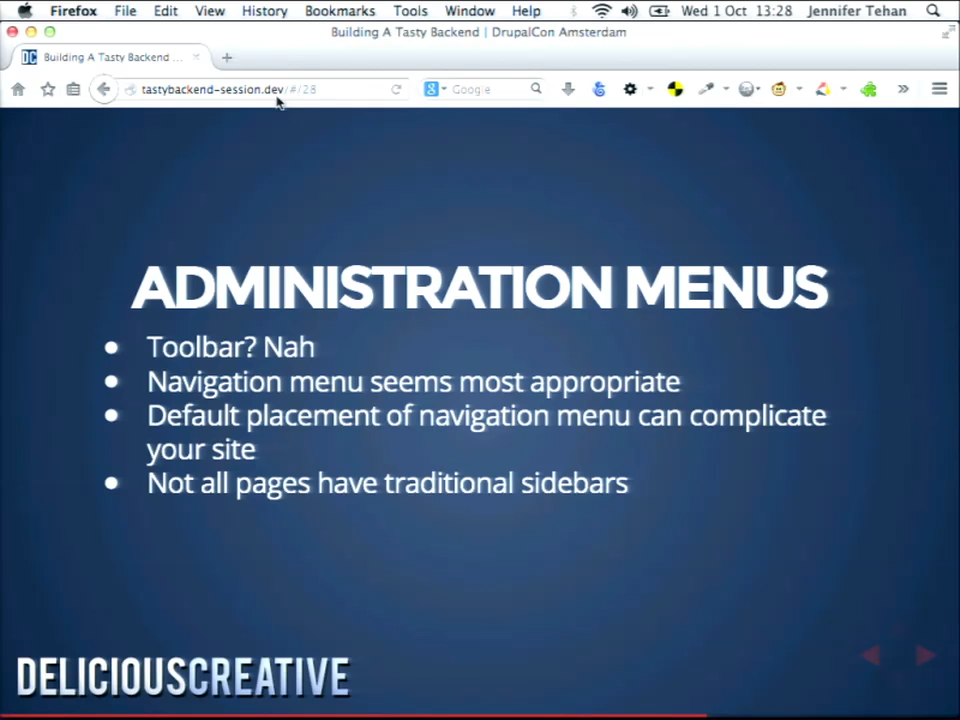 Firefox File Edit View History Bookmarks Tools Window Help Wed 1 Oct 13:28 Jennifer Tehan
Building A Tasty Backend | DrupalCon Amsterdam
DC Building A Tasty Backend ...
tastybackend-session.dev/#/28 8 Google
ADMINISTRATION MENUS
• Toolbar? Nah
• Navigation menu seems most appropriate
• Default placement of navigation menu can complicate
your site
• Not all pages have traditional sidebars
DELICIOUSCREATIVE